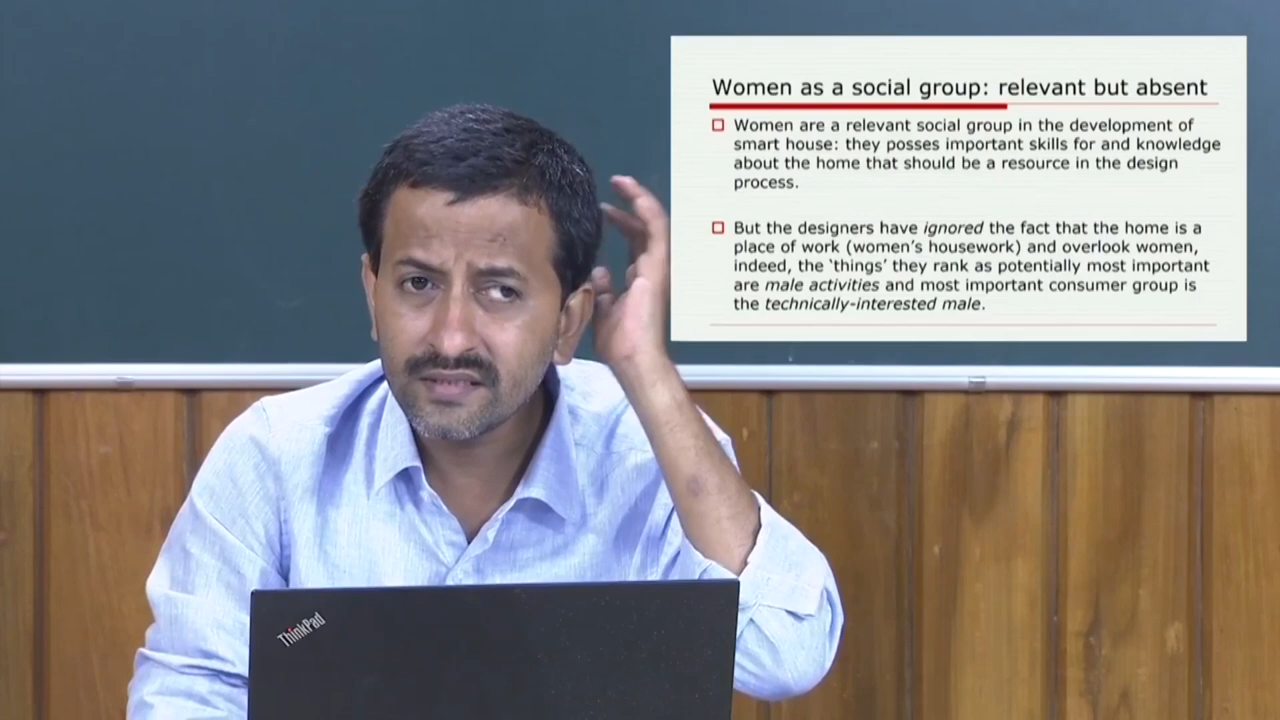 Women as a social group: relevant but absent
Women are a relevant social group in the development of
smart house: they posses important skills for and knowledge
about the home that should be a resource in the design
process.
But the designers have ignored the fact that the home is a
place of work (women's housework) and overlook women,
indeed, the ‘things’ they rank as potentially most important
are male activities and most important consumer group is
the technically-interested male.
ThinkPad